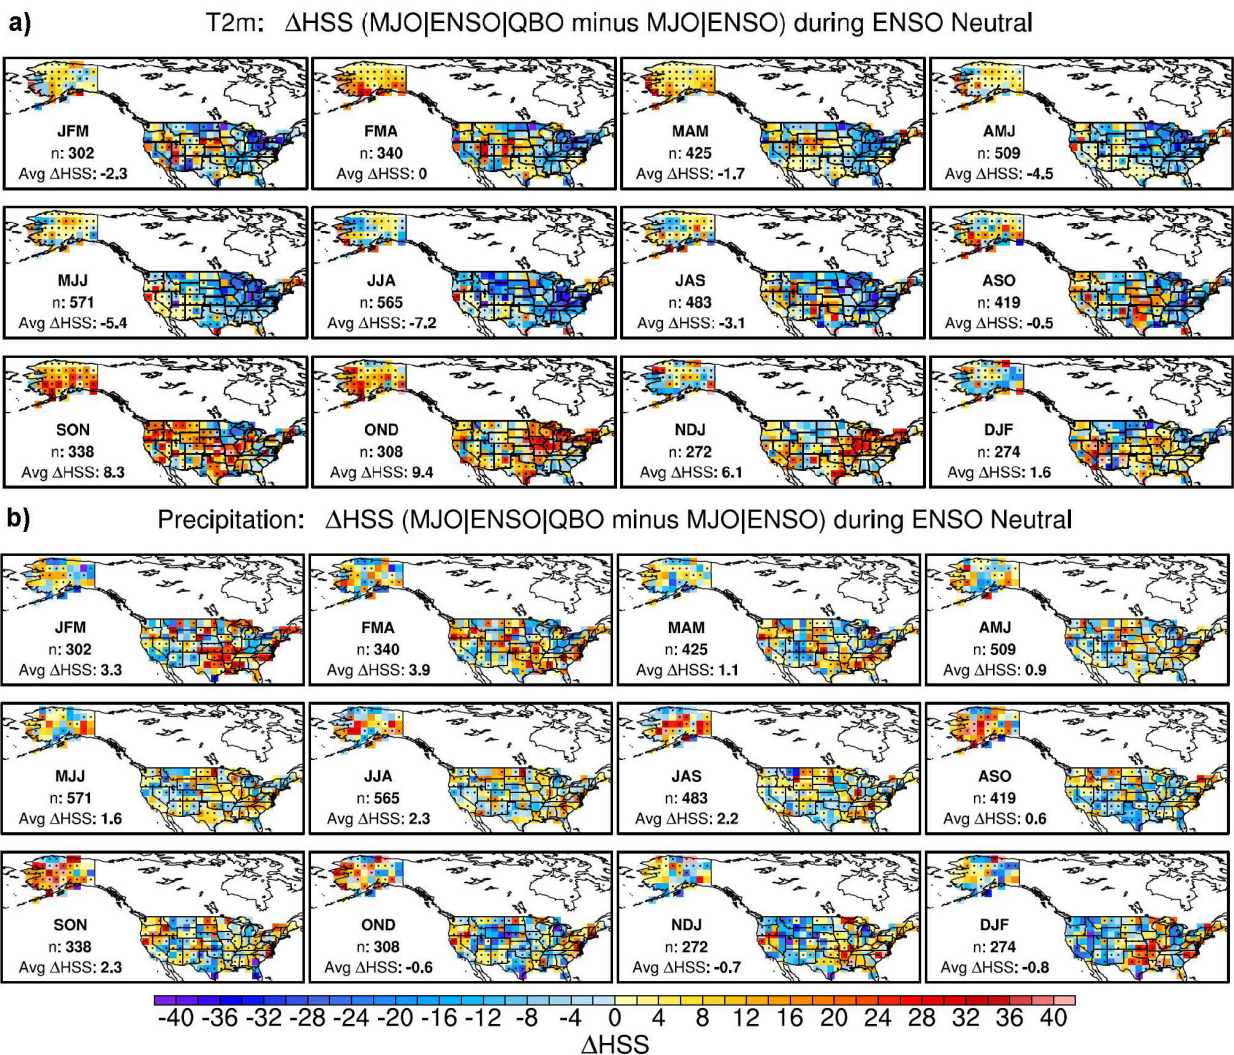 a) T2m: ΔHSS (MJO|ENSO|QBO minus MJO|ENSO) during ENSO Neutral
JFM
n: 302
Avg ΔHSS: -2.3
FMA
n: 340
Avg ΔHSS: 0
MAM
n: 425
Avg ΔHSS: -1.7
AMJ
n: 509
Avg ΔHSS: -4.5
MJJ
n: 571
Avg ΔHSS: -5.4
JJA
n: 565
Avg ΔHSS: -7.2
JAS
n: 483
Avg ΔHSS: -3.1
ASO
n: 419
Avg ΔHSS: -0.5
SON
n: 338
Avg ΔHSS: 8.3
OND
n: 308
Avg ΔHSS: 9.4
NDJ
n: 272
Avg ΔHSS: 6.1
DJF
n: 274
Avg ΔHSS: 1.6
b) Precipitation: ΔHSS (MJO|ENSO|QBO minus MJO|ENSO) during ENSO Neutral
JFM
n: 302
Avg ΔHSS: 3.3
FMA
n: 340
Avg ΔHSS: 3.9
MAM
n: 425
Avg ΔHSS: 1.1
AMJ
n: 509
Avg ΔHSS: 0.9
MJJ
n: 571
Avg ΔHSS: 1.6
JJA
n: 565
Avg ΔHSS: 2.3
JAS
n: 483
Avg ΔHSS: 2.2
ASO
n: 419
Avg ΔHSS: 0.6
SON
n: 338
Avg ΔHSS: 2.3
OND
n: 308
Avg ΔHSS: -0.6
NDJ
n: 272
Avg ΔHSS: -0.7
DJF
n: 274
Avg ΔHSS: -0.8
-40 -36 -32 -28 -24 -20 -16 -12 -8 -4 0 4 8 12 16 20 24 28 32 36 40
ΔHSS